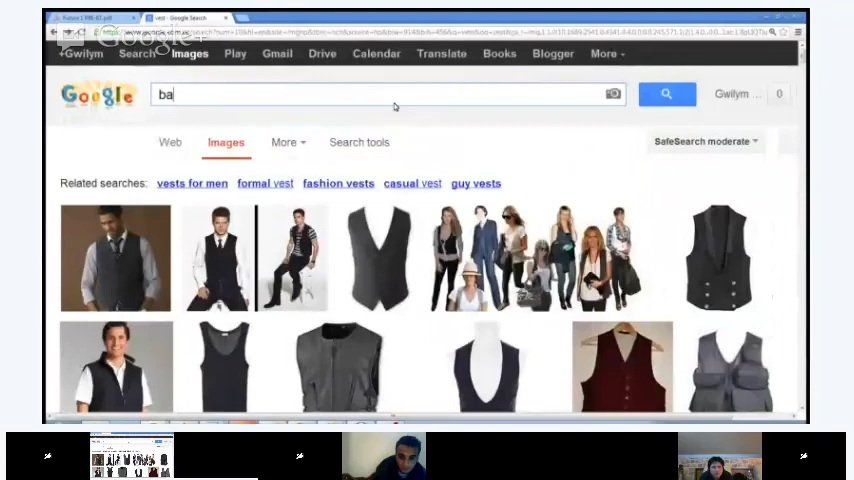 vest - Google Search
+Gwilym Search Images Play Gmail Drive Calendar Translate Books Blogger More
Google+
Google
ba
Gwilym ... 0
Web Images More Search tools
SafeSearch moderate
Related searches: vests for men formal vest fashion vests casual vest guy vests